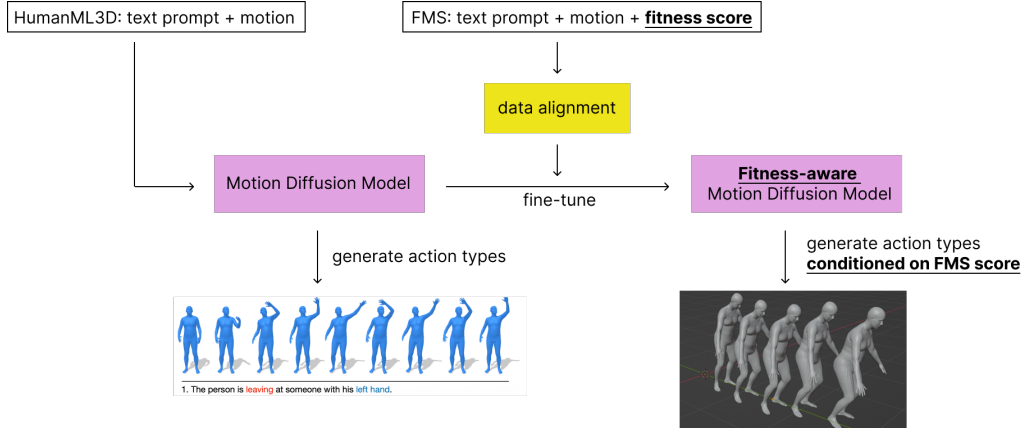 HumanML3D: text prompt + motion
FMS: text prompt + motion + fitness score
data alignment
Motion Diffusion Model
fine-tune
Fitness-aware
Motion Diffusion Model
generate action types
generate action types
conditioned on FMS score
1. The person is leaving at someone with his left hand.